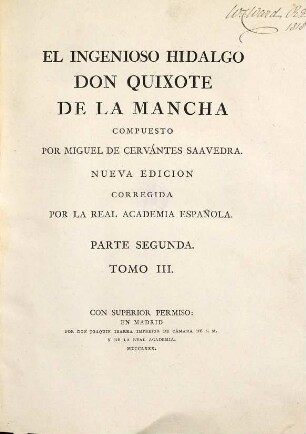 EL INGENIOSO HIDALGO
DON QUIXOTE
DE LA MANCHA
COMPUESTO
POR MIGUEL DE CERVÁNTES SAAVEDRA.
NUEVA EDICION
CORREGIDA
POR LA REAL ACADEMIA ESPAÑOLA.
PARTE SEGUNDA.
TOMO III.
CON SUPERIOR PERMISO:
EN MADRID
POR DON JOAQUIN IBARRA IMPRESOR DE CÁMARA DE S. M.
Y DE LA REAL ACADEMIA.
MDCCLXXX.